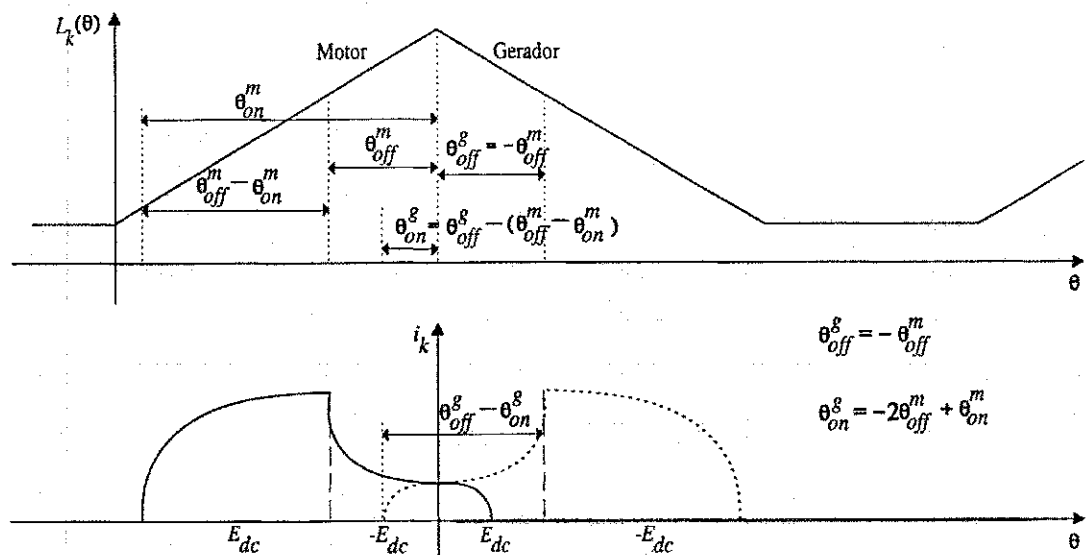 L_k(θ)
Motor
Gerador
θ_on^m
θ_off^m
θ_off^g = -θ_off^m
θ_off^m - θ_on^m
θ_on^g = θ_off^g - (θ_off^m - θ_on^m)
θ
i_k
θ_off^g = - θ_off^m
θ_off^g - θ_on^g
θ_on^g = -2θ_off^m + θ_on^m
E_dc
-E_dc
E_dc
-E_dc
θ